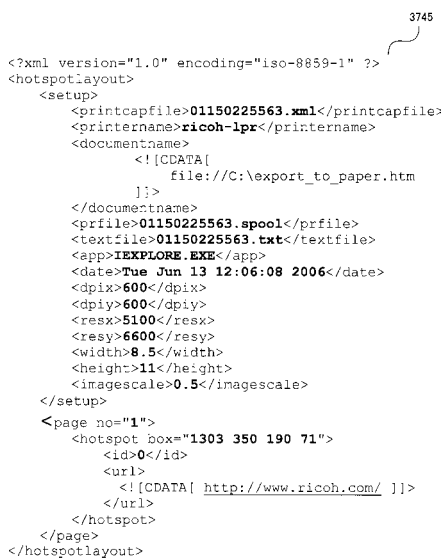 3745
<?xml version="1.0" encoding="iso-8859-1" ?>
<hotspotlayout>
<setup>
<printcapfile>01150225563.xml</printcapfile>
<printername>ricoh-lpr</printername>
<documentname>
<![CDATA[
file://C:\export_to_paper.htm
]]>
</documentname>
<prfile>01150225563.spool</prfile>
<textfile>01150225563.txt</textfile>
<app>IEXPLORE.EXE</app>
<date>Tue Jun 13 12:06:08 2006</date>
<dpix>600</dpix>
<dpiy>600</dpiy>
<resx>5100</resx>
<resy>6600</resy>
<width>8.5</width>
<height>11</height>
<imagescale>0.5</imagescale>
</setup>
<page no="1">
<hotspot box="1303 350 190 71">
<id>0</id>
<url>
<![CDATA[ http://www.ricoh.com/ ]]>
</url>
</hotspot>
</page>
</hotspotlayout>